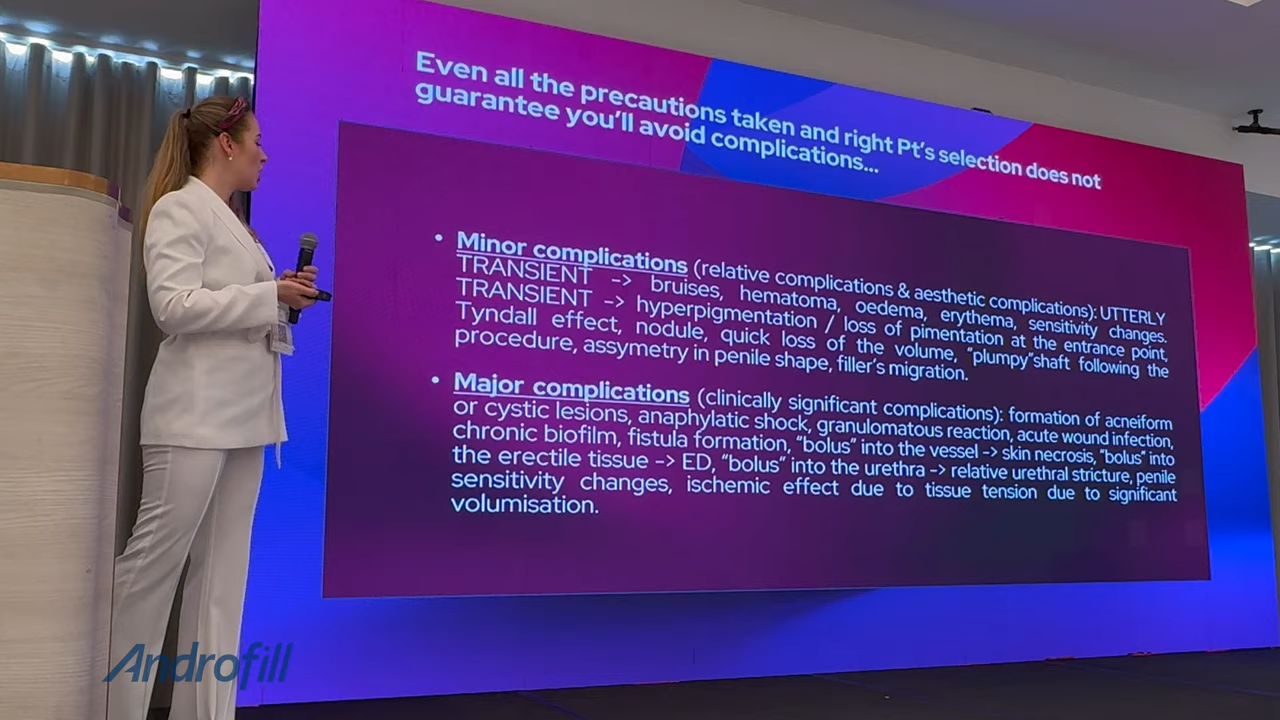 Even all the precautions taken and right Pt's selection does not
guarantee you'll avoid complications...
• Minor complications (relative complications & aesthetic complications): UTTERLY
TRANSIENT -> bruises, hematoma, oedema, erythema, sensitivity changes.
TRANSIENT -> hyperpigmentation / loss of pimentation at the entrance point,
Tyndall effect, nodule, quick loss of the volume, "plumpy"shaft following the
procedure, assymetry in penile shape, filler's migration.
• Major complications (clinically significant complications): formation of acneiform
or cystic lesions, anaphylatic shock, granulomatous reaction, acute wound infection,
chronic biofilm, fistula formation, "bolus" into the vessel -> skin necrosis, "bolus" into
the erectile tissue -> ED, "bolus" into the urethra -> relative urethral stricture, penile
sensitivity changes, ischemic effect due to tissue tension due to significant
volumisation.
Androfill